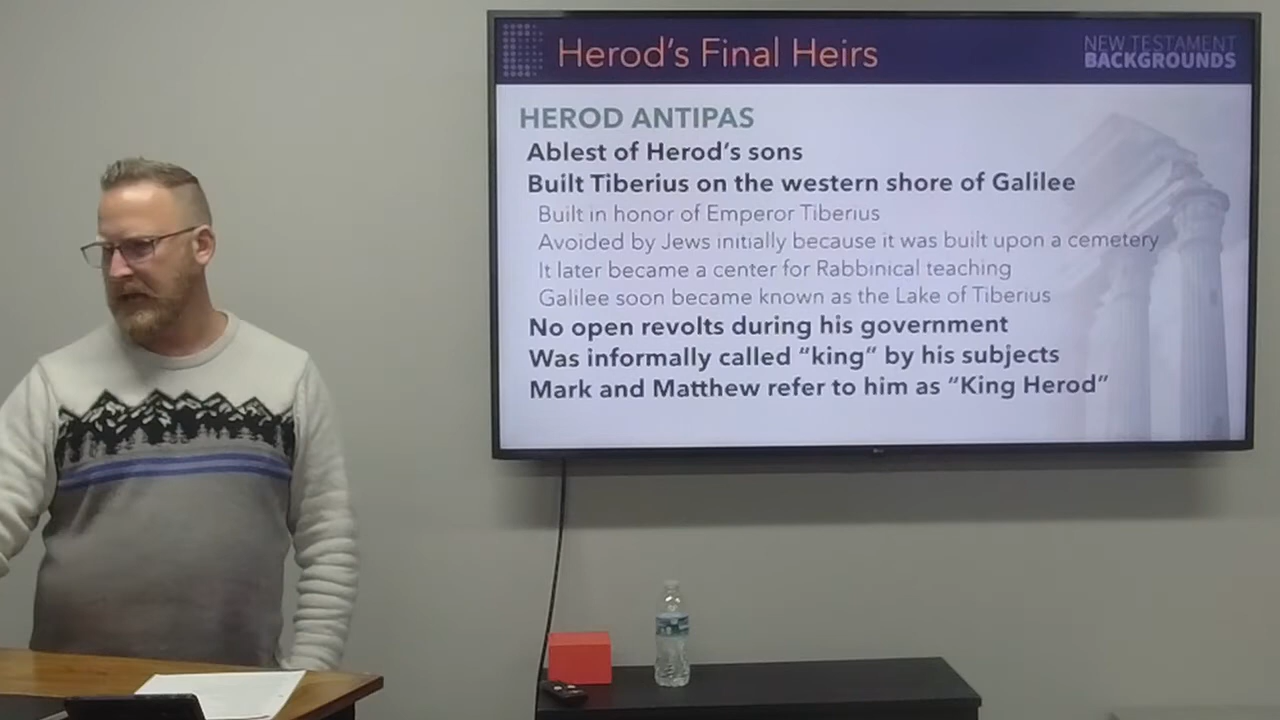 Herod's Final Heirs
NEW TESTAMENT
BACKGROUNDS
HEROD ANTIPAS
Ablest of Herod's sons
Built Tiberius on the western shore of Galilee
Built in honor of Emperor Tiberius
Avoided by Jews initially because it was built upon a cemetery
It later became a center for Rabbinical teaching
Galilee soon became known as the Lake of Tiberius
No open revolts during his government
Was informally called "king" by his subjects
Mark and Matthew refer to him as "King Herod"